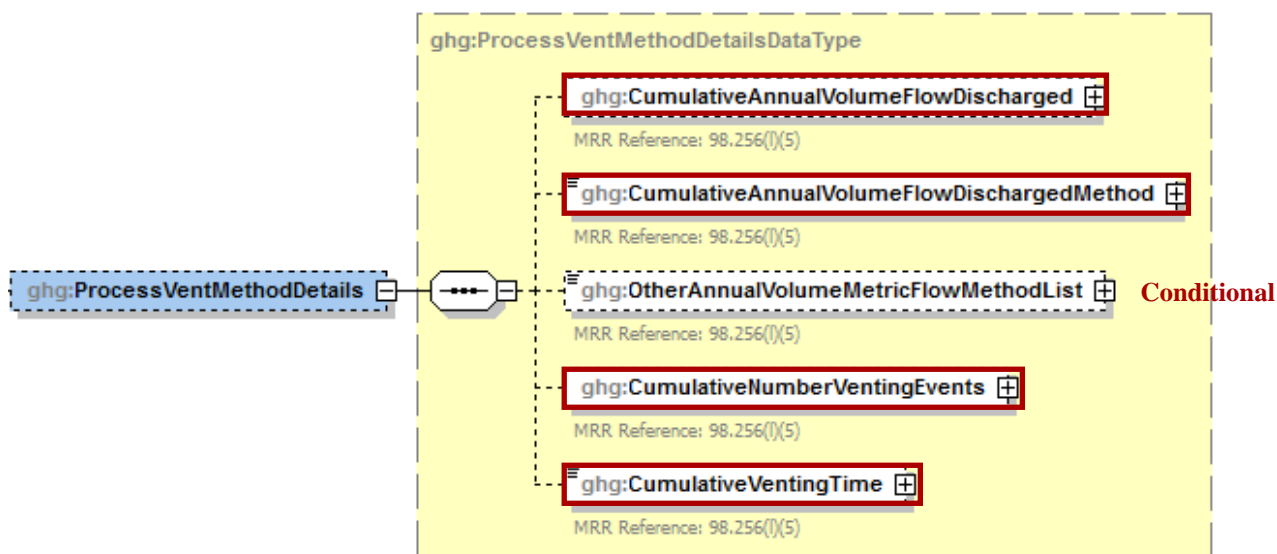 ghg:ProcessVentMethodDetailsDataType
ghg:CumulativeAnnualVolumeFlowDischarged
MRR Reference: 98.256(l)(5)
ghg:CumulativeAnnualVolumeFlowDischargedMethod
MRR Reference: 98.256(l)(5)
ghg:ProcessVentMethodDetails
ghg:OtherAnnualVolumeMetricFlowMethodList Conditional
MRR Reference: 98.256(l)(5)
ghg:CumulativeNumberVentingEvents
MRR Reference: 98.256(l)(5)
ghg:CumulativeVentingTime
MRR Reference: 98.256(l)(5)